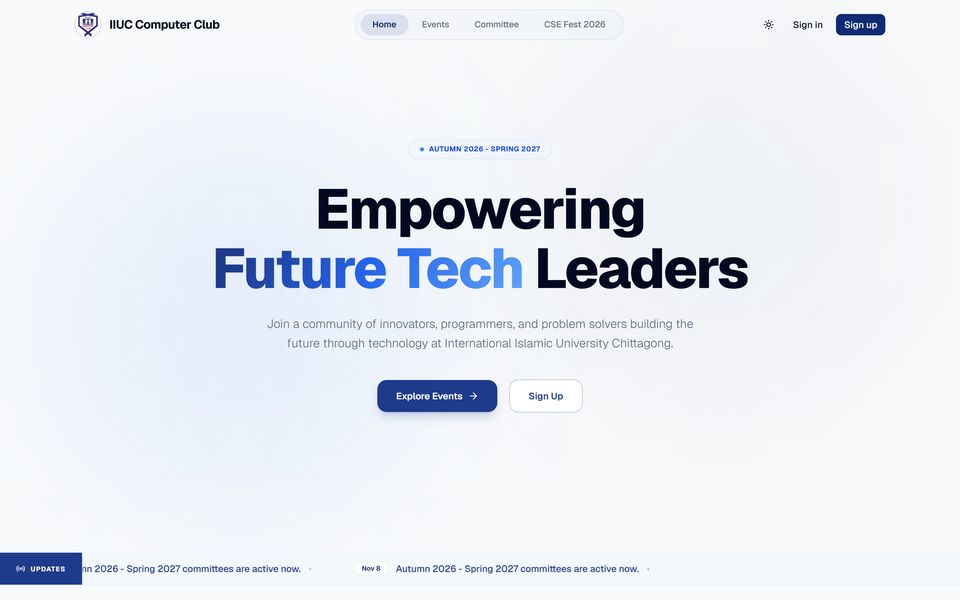 IIUC Computer Club
Home Events Committee CSE Fest 2026
Sign in Sign up
AUTUMN 2026 - SPRING 2027
Empowering
Future Tech Leaders
Join a community of innovators, programmers, and problem solvers building the
future through technology at International Islamic University Chittagong.
Explore Events → Sign Up
UPDATES 2026 - Spring 2027 committees are active now. • Nov 8 Autumn 2026 - Spring 2027 committees are active now. •